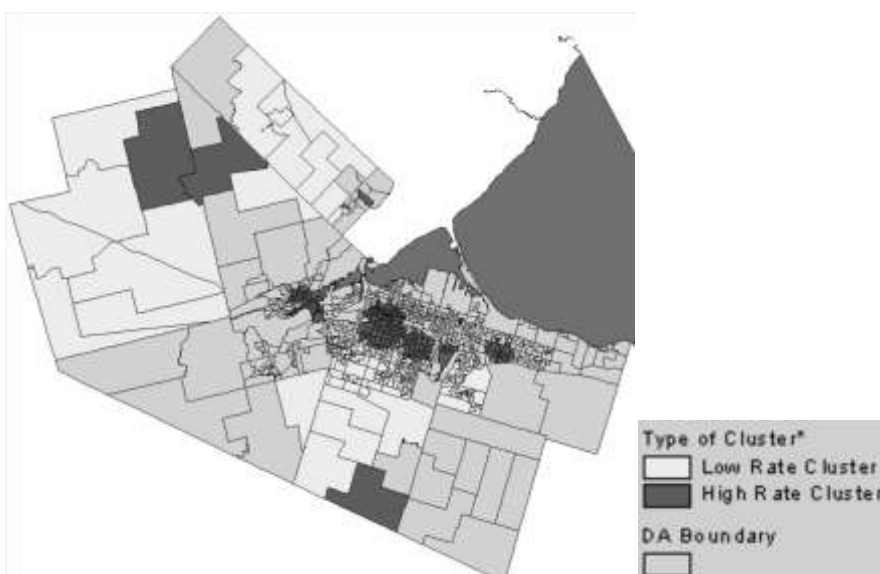 Type of Cluster*
Low Rate Cluster
High Rate Cluster
DA Boundary